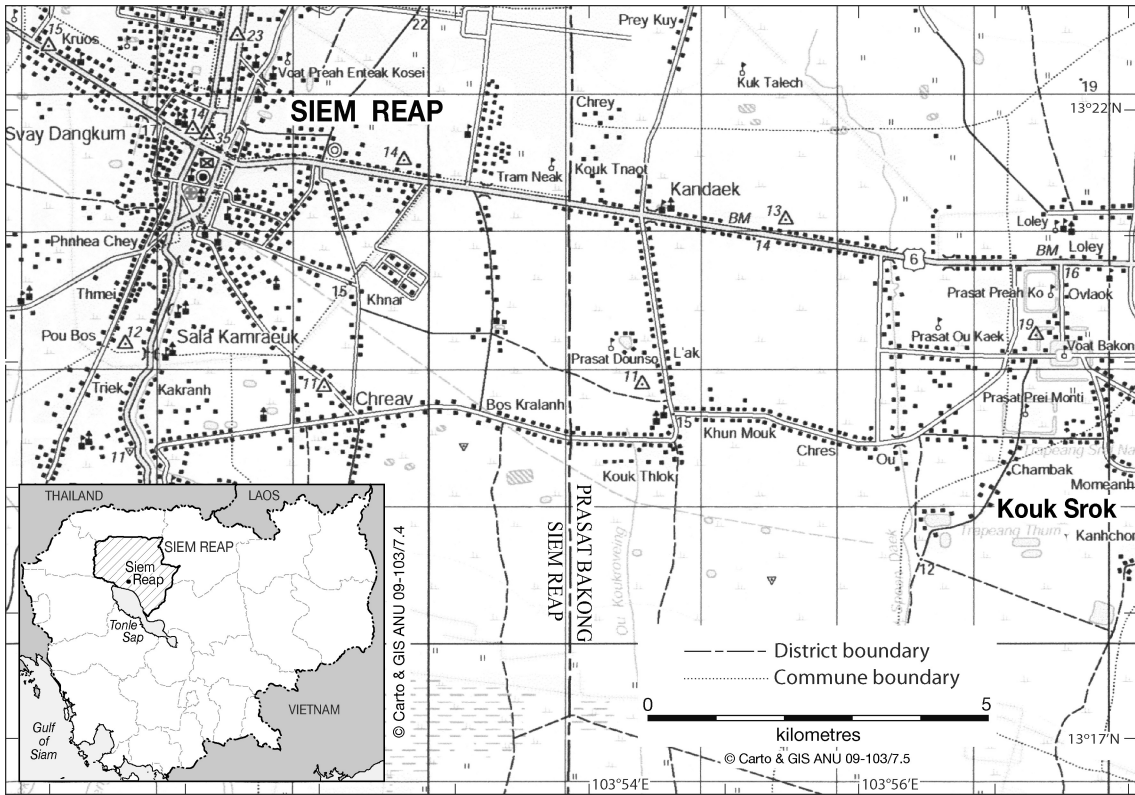 15
Kruos
23
22
Prey Kuy
Voat Preah Enteak Kosei
Kuk Talech
19
SIEM REAP
Chrey
13°22'N
Svay Dangkum
17
14
35
14
Tram Neak
Kouk Tnaot
Kandaek
BM
13
14
Loley
Phnhea Chey
BM
Loley
6
16
15
Khnar
Thmei
Prasat Preah Ko
Ovlaok
Pou Bos
12
Sala Kamraeuk
Prasat Ou Kaek
19
Voat Bakon
Prasat Dounso
L'ak
11
Triek
Kakranh
11
Chreav
Bos Kralanh
Prasat Prei Monti
15
Khun Mouk
11
Chres
Ou
Kouk Thlok
Chambak
Momeanh
Kouk Srok
Trapeang Thum
Kanhchor
12
PRASAT BAKONG
SIEM REAP
Ou Koukroveing
THAILAND
LAOS
SIEM REAP
Siem
Reap
Tonle
Sap
VIETNAM
Gulf
of
Siam
© Carto & GIS ANU 09-103/7.4
District boundary
Commune boundary
0
5
kilometres
© Carto & GIS ANU 09-103/7.5
13°17'N
103°54'E
103°56'E